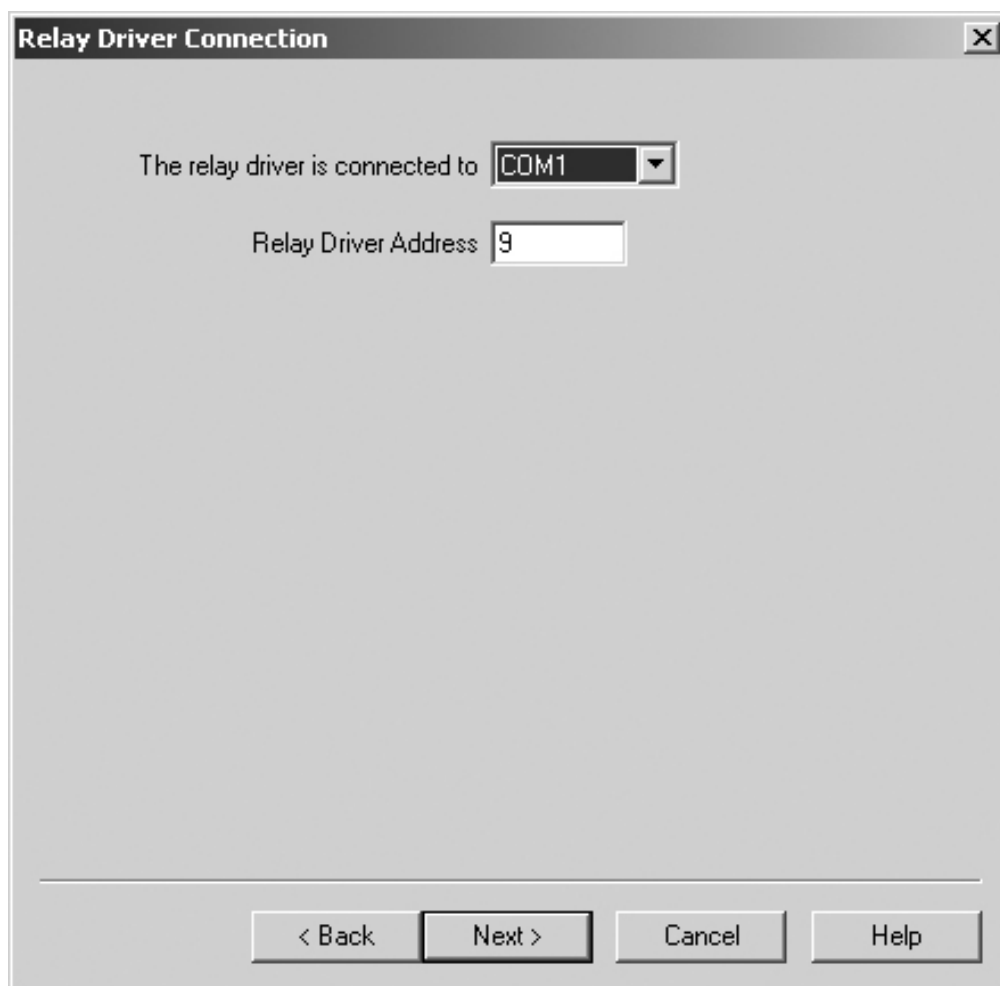 Relay Driver Connection
The relay driver is connected to COM1
Relay Driver Address 9
< Back Next > Cancel Help